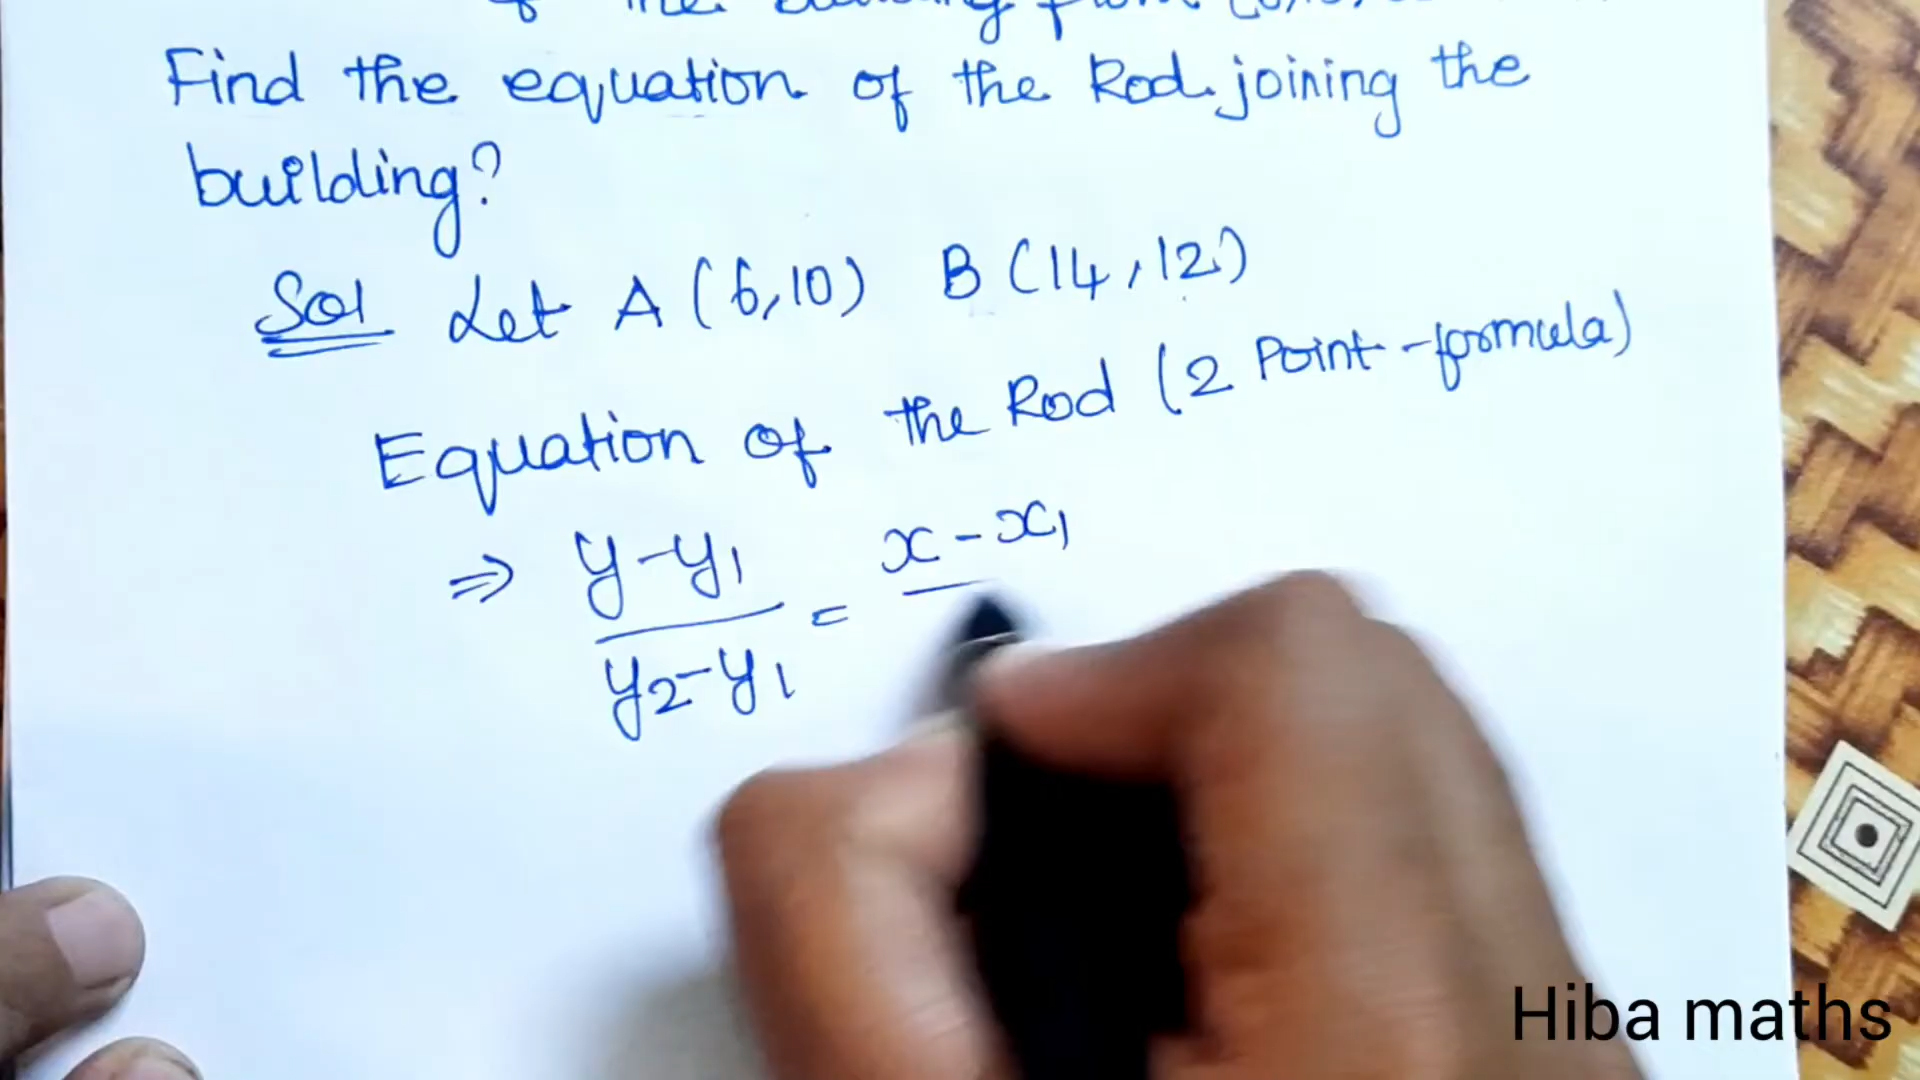 Find the equation of the Rod joining the
building?
Sol Let A (6,10) B (14,12)
Equation of the Rod (2 Point-formula)
⇒ y-y1 = x-x1
y2-y1
Hiba maths